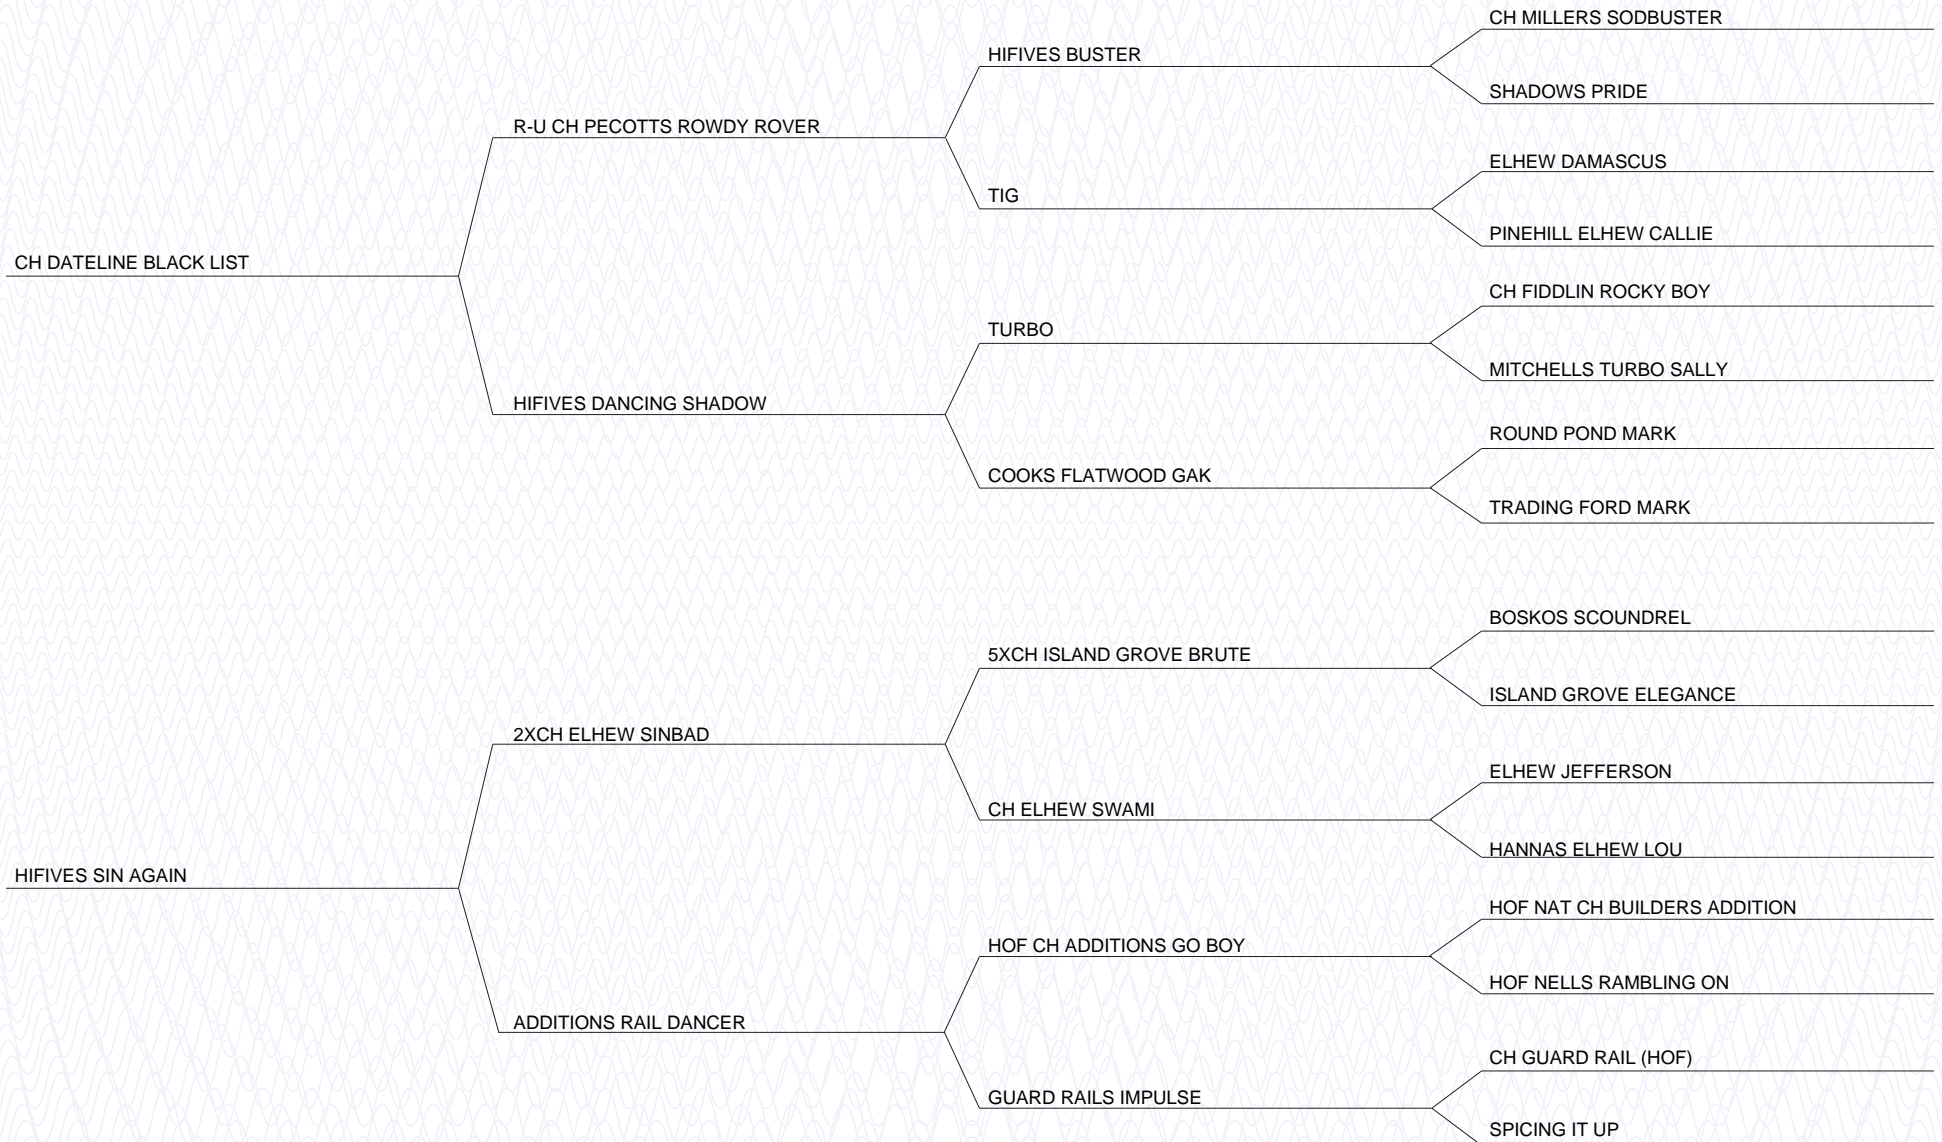 CH MILLERS SODBUSTER
HIFIVES BUSTER
SHADOWS PRIDE
R-U CH PECOTTS ROWDY ROVER
ELHEW DAMASCUS
TIG
PINEHILL ELHEW CALLIE
CH DATELINE BLACK LIST
CH FIDDLIN ROCKY BOY
TURBO
MITCHELLS TURBO SALLY
HIFIVES DANCING SHADOW
ROUND POND MARK
COOKS FLATWOOD GAK
TRADING FORD MARK
BOSKOS SCOUNDREL
5XCH ISLAND GROVE BRUTE
ISLAND GROVE ELEGANCE
2XCH ELHEW SINBAD
ELHEW JEFFERSON
CH ELHEW SWAMI
HANNAS ELHEW LOU
HIFIVES SIN AGAIN
HOF NAT CH BUILDERS ADDITION
HOF CH ADDITIONS GO BOY
HOF NELLS RAMBLING ON
ADDITIONS RAIL DANCER
CH GUARD RAIL (HOF)
GUARD RAILS IMPULSE
SPICING IT UP